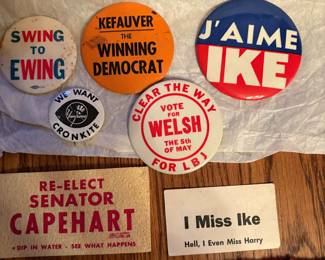 SWING
TO
EWING
KEFAUVER
THE
WINNING
DEMOCRAT
J'AIME
IKE
WE WANT
CRONKITE
CLEAR THE WAY
VOTE
FOR
WELSH
THE 5th
OF MAY
FOR LBJ
RE-ELECT
SENATOR
CAPEHART
• DIP IN WATER - SEE WHAT HAPPENS
I Miss Ike
Hell, I Even Miss Harry